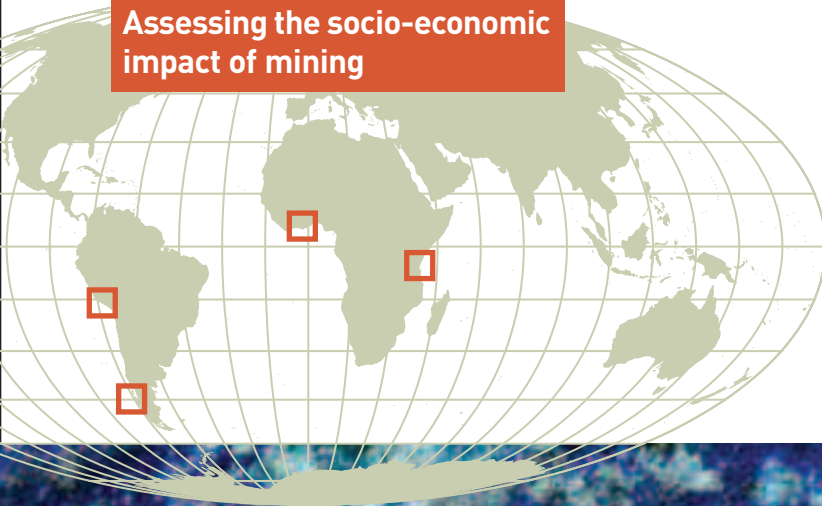 Assessing the socio-economic
impact of mining